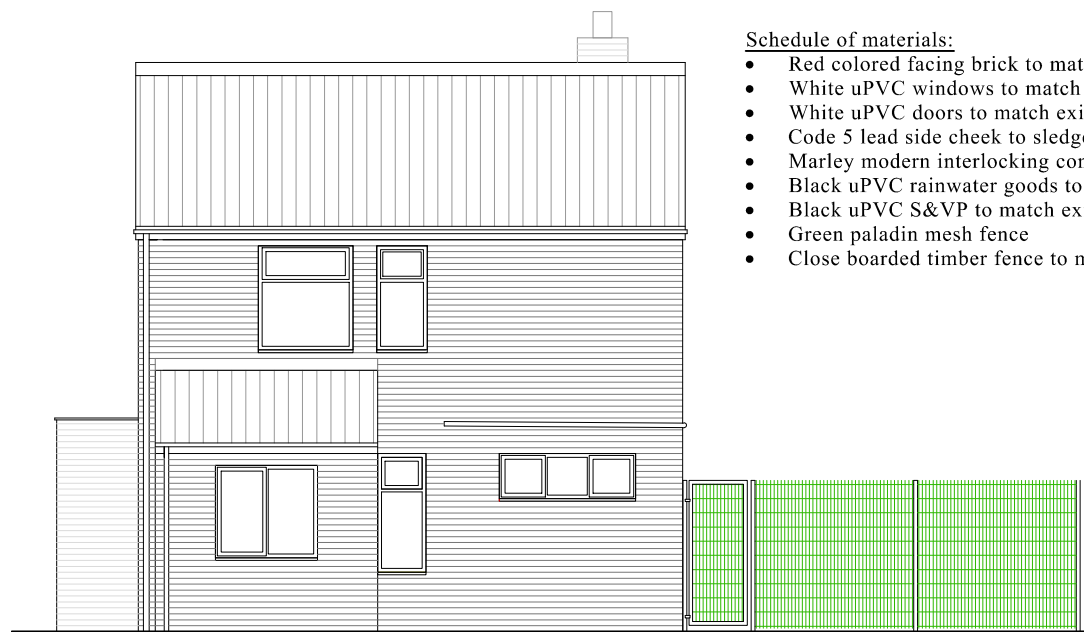 Schedule of materials:
• Red colored facing brick to mat
• White uPVC windows to match
• White uPVC doors to match exi
• Code 5 lead side cheek to sledg
• Marley modern interlocking con
• Black uPVC rainwater goods to
• Black uPVC S&VP to match ex
• Green paladin mesh fence
• Close boarded timber fence to m